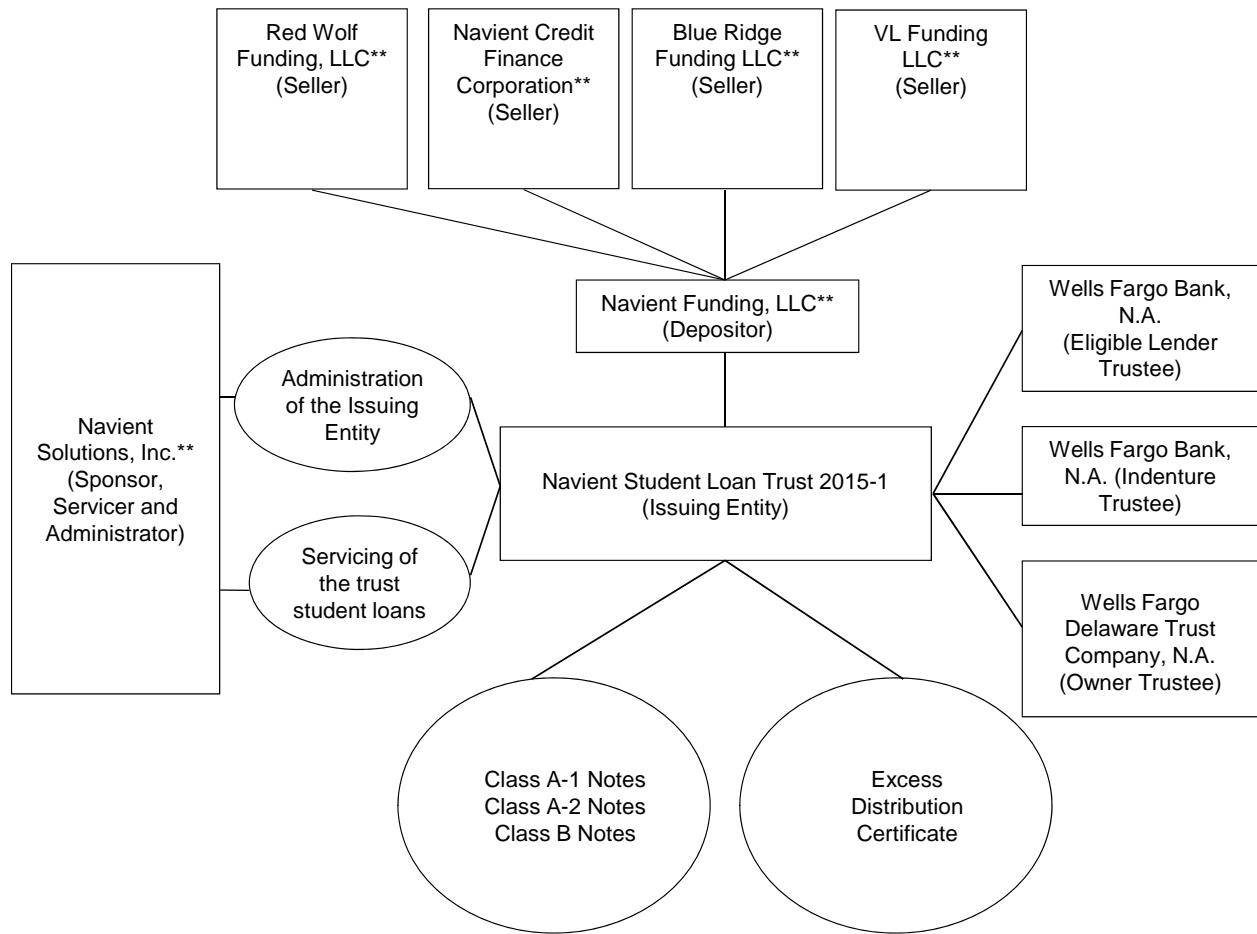 Red Wolf
Funding, LLC**
(Seller)
Navient Credit
Finance
Corporation**
(Seller)
Blue Ridge
Funding LLC**
(Seller)
VL Funding
LLC**
(Seller)
Navient Funding, LLC**
(Depositor)
Navient
Solutions, Inc.**
(Sponsor,
Servicer and
Administrator)
Administration
of the Issuing
Entity
Servicing of
the trust
student loans
Navient Student Loan Trust 2015-1
(Issuing Entity)
Wells Fargo Bank,
N.A.
(Eligible Lender
Trustee)
Wells Fargo Bank,
N.A. (Indenture
Trustee)
Wells Fargo
Delaware Trust
Company, N.A.
(Owner Trustee)
Class A-1 Notes
Class A-2 Notes
Class B Notes
Excess
Distribution
Certificate